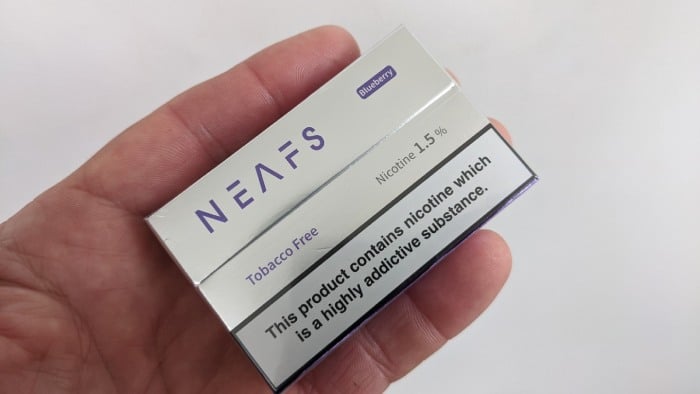 Blueberry
NEAFS
Nicotine 1.5%
Tobacco Free
This product contains nicotine which
is a highly addictive substance.